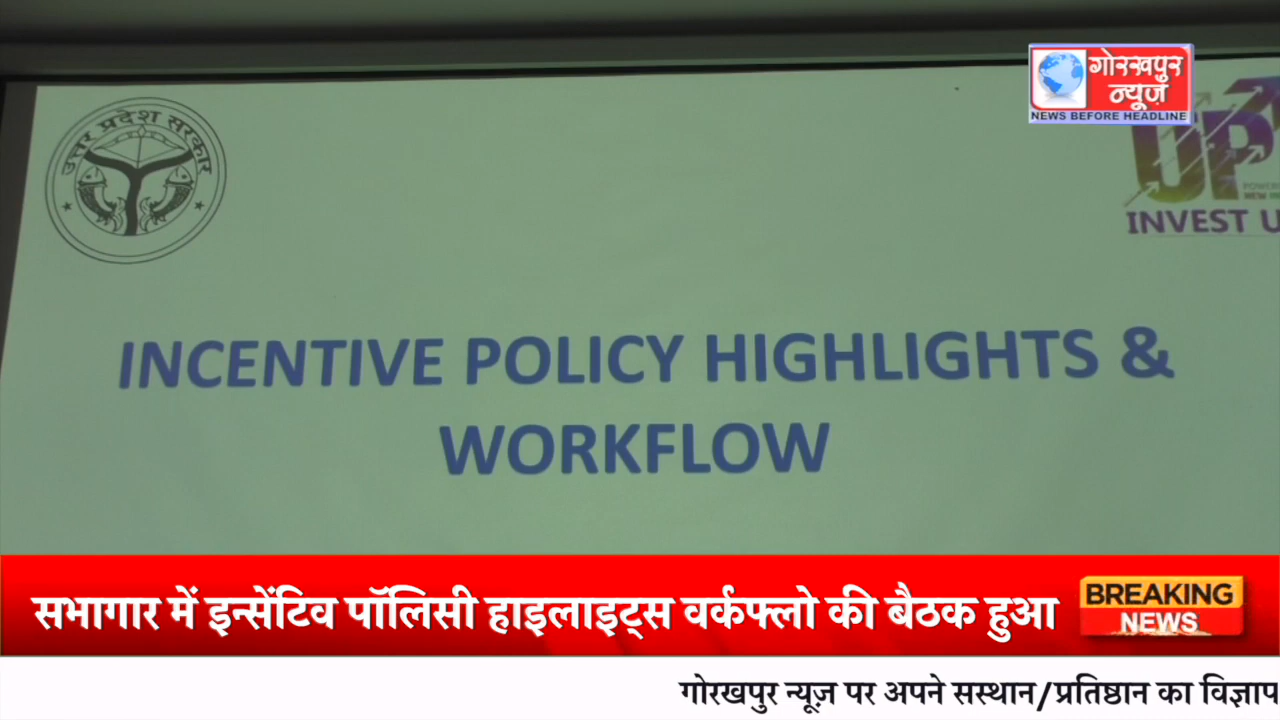 गोरखपुर
न्यूज़
NEWS BEFORE HEADLINE
उत्तर प्रदेश सरकार
UP
INVEST U
INCENTIVE POLICY HIGHLIGHTS &
WORKFLOW
सभागार में इन्सेंटिव पॉलिसी हाइलाइट्स वर्कफ्लो की बैठक हुआ
BREAKING
NEWS
गोरखपुर न्यूज़ पर अपने सस्थान/प्रतिष्ठान का विज्ञाप